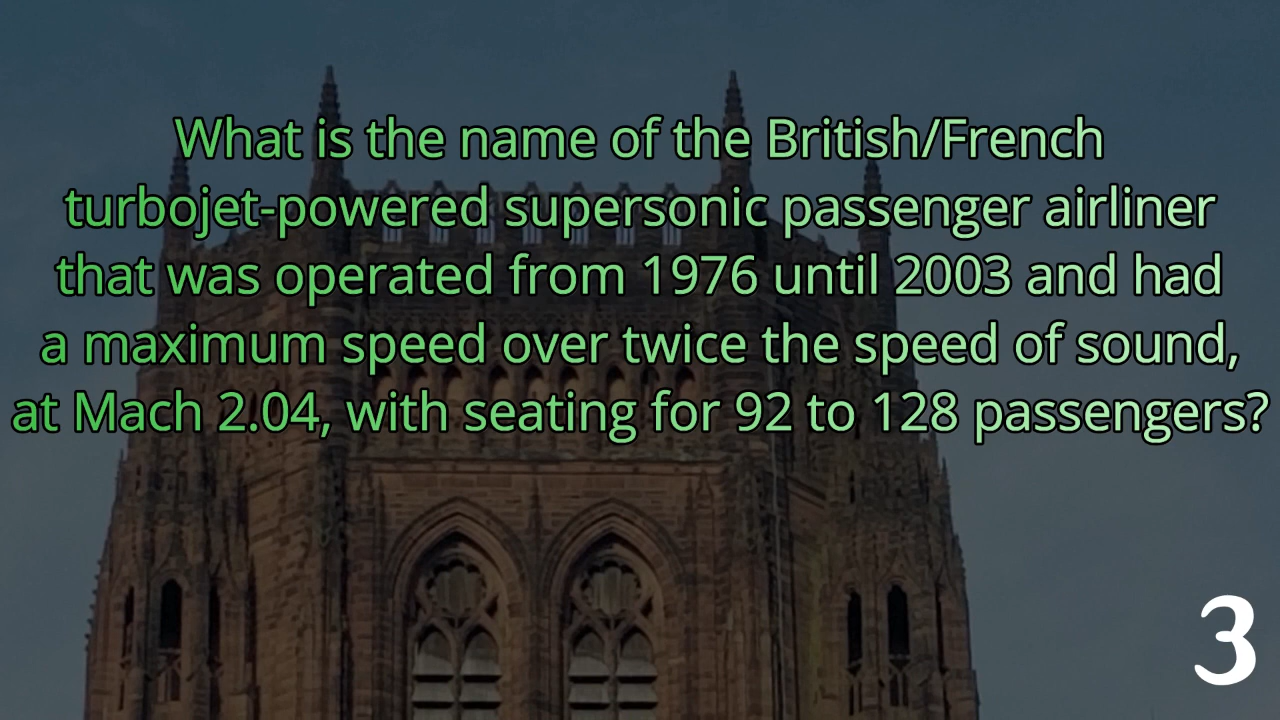 What is the name of the British/French
turbojet-powered supersonic passenger airliner
that was operated from 1976 until 2003 and had
a maximum speed over twice the speed of sound,
at Mach 2.04, with seating for 92 to 128 passengers?
3